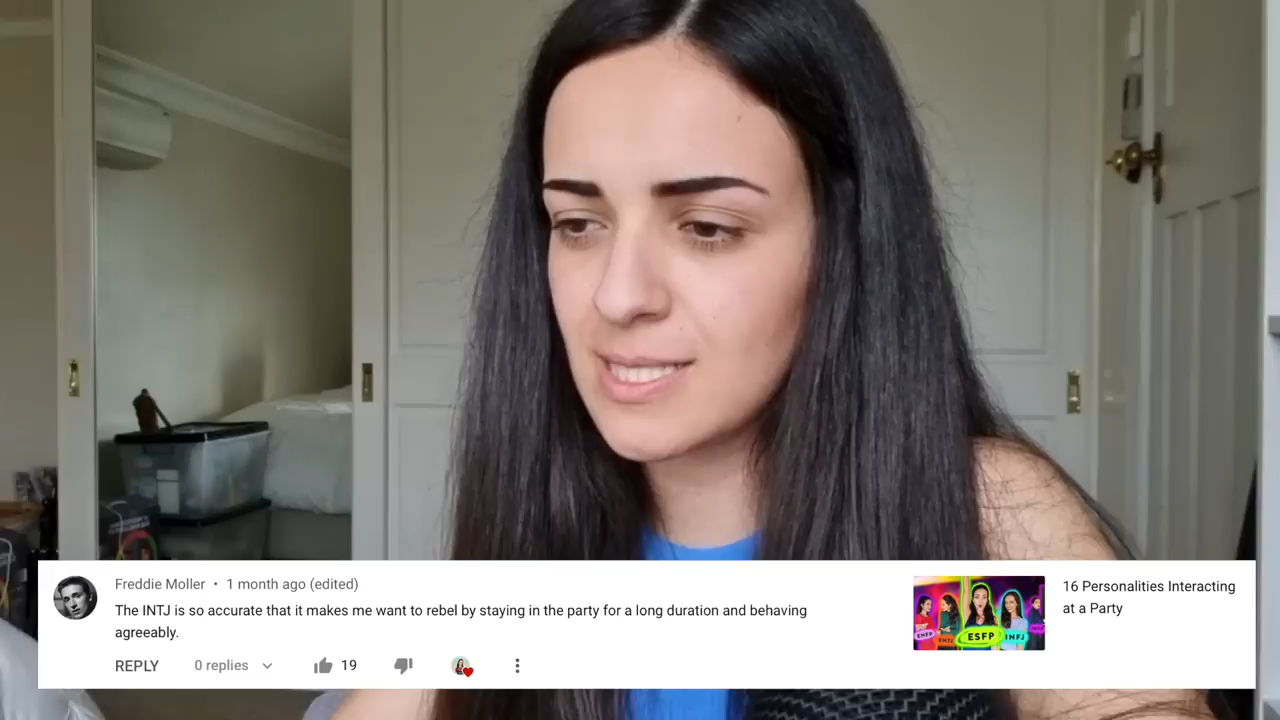 Freddie Moller • 1 month ago (edited)
The INTJ is so accurate that it makes me want to rebel by staying in the party for a long duration and behaving
agreeably.
REPLY 0 replies 19
16 Personalities Interacting
at a Party
ESFP
INFJ
ENFP